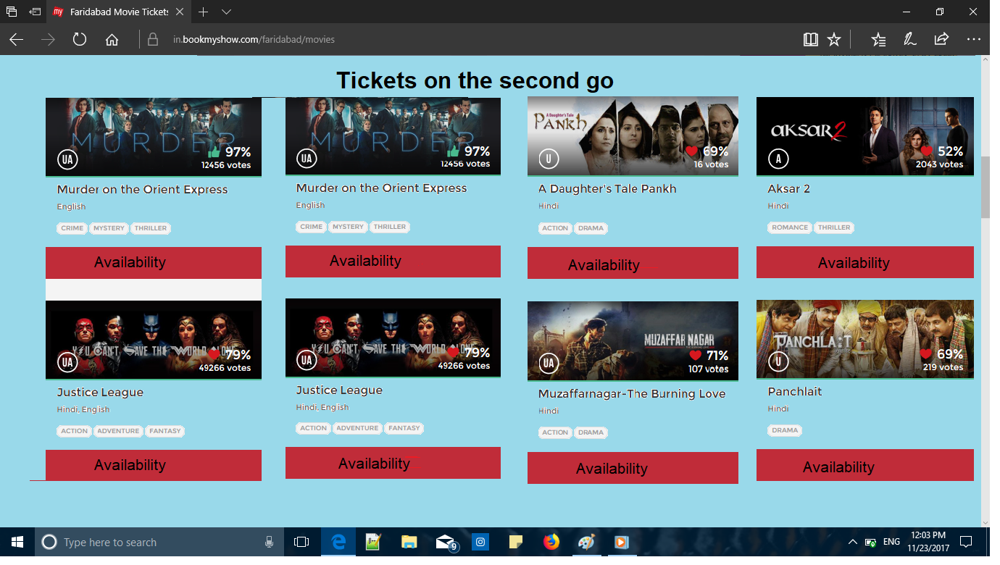 Faridabad Movie Tickets
in.bookmyshow.com/faridabad/movies
Tickets on the second go
MURDER
UA
97%
12456 votes
Murder on the Orient Express
English
CRIME MYSTERY THRILLER
Availability
MURDER
UA
97%
12456 votes
Murder on the Orient Express
English
CRIME MYSTERY THRILLER
Availability
A Daughter's Tale
PANKH
U
69%
16 votes
A Daughter's Tale Pankh
Hindi
ACTION DRAMA
Availability
aksar 2
A
52%
2043 votes
Aksar 2
Hindi
ROMANCE THRILLER
Availability
YOU CAN'T SAVE THE WORLD ALONE
UA
79%
49266 votes
Justice League
Hindi, English
ACTION ADVENTURE FANTASY
Availability
YOU CAN'T SAVE THE WORLD ALONE
UA
79%
49266 votes
Justice League
Hindi, English
ACTION ADVENTURE FANTASY
Availability
MUZAFFAR NAGAR
UA
71%
107 votes
Muzaffarnagar-The Burning Love
Hindi
ACTION DRAMA
Availability
PANCHLAIT
U
69%
219 votes
Panchlait
Hindi
DRAMA
Availability
Type here to search
9
ENG
12:03 PM
11/23/2017